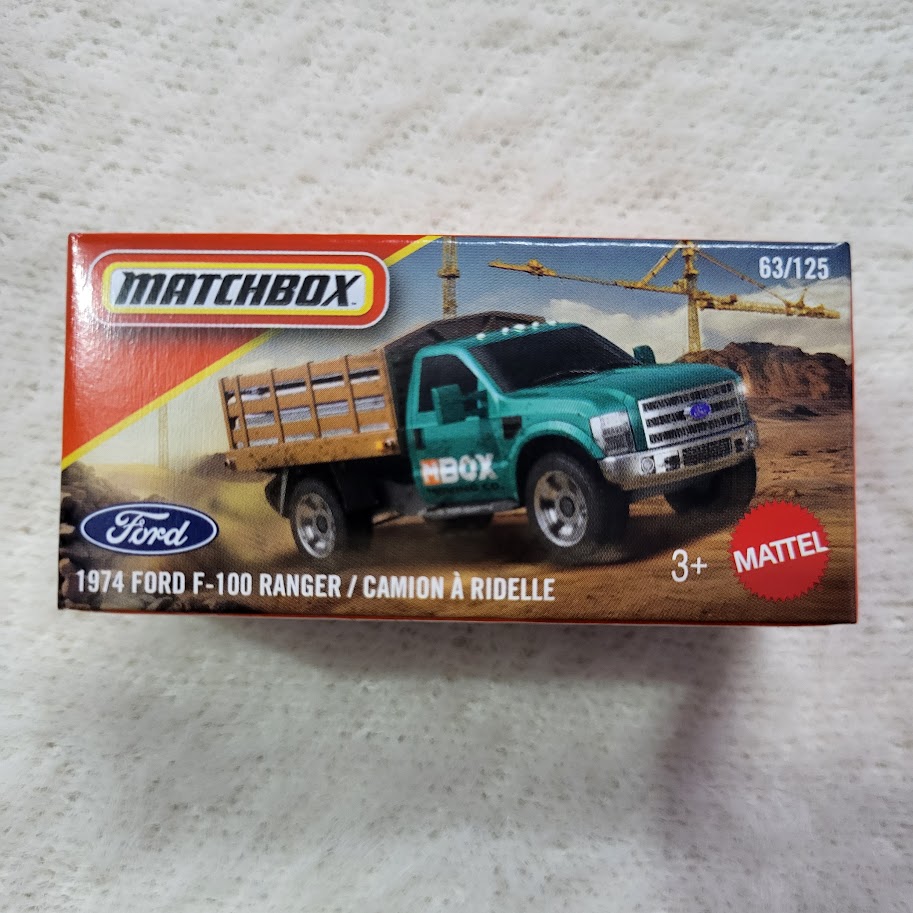 MATCHBOX
63/125
MBOX
Ford
1974 FORD F-100 RANGER / CAMION À RIDELLE
3+
MATTEL